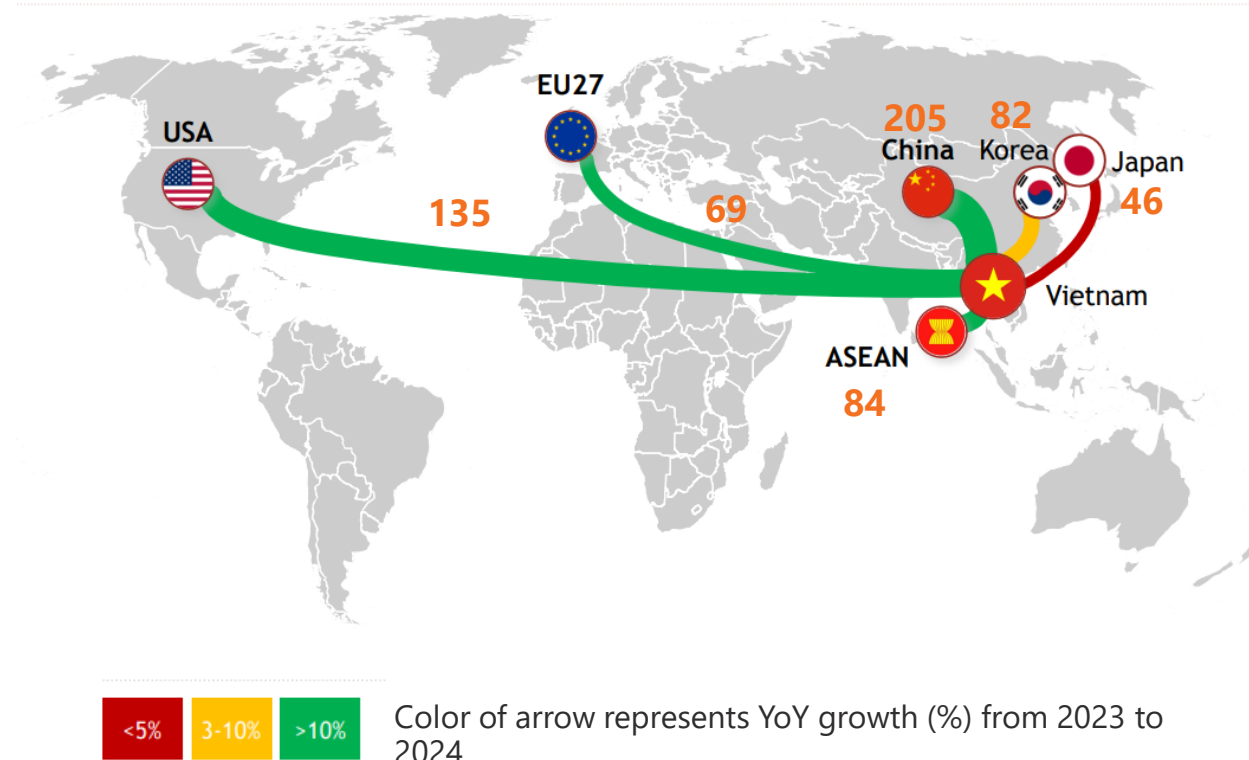 EU27
USA
205
82
China
Korea
Japan
135
69
46
Vietnam
ASEAN
84
<5%
3-10%
>10%
Color of arrow represents YoY growth (%) from 2023 to
2024